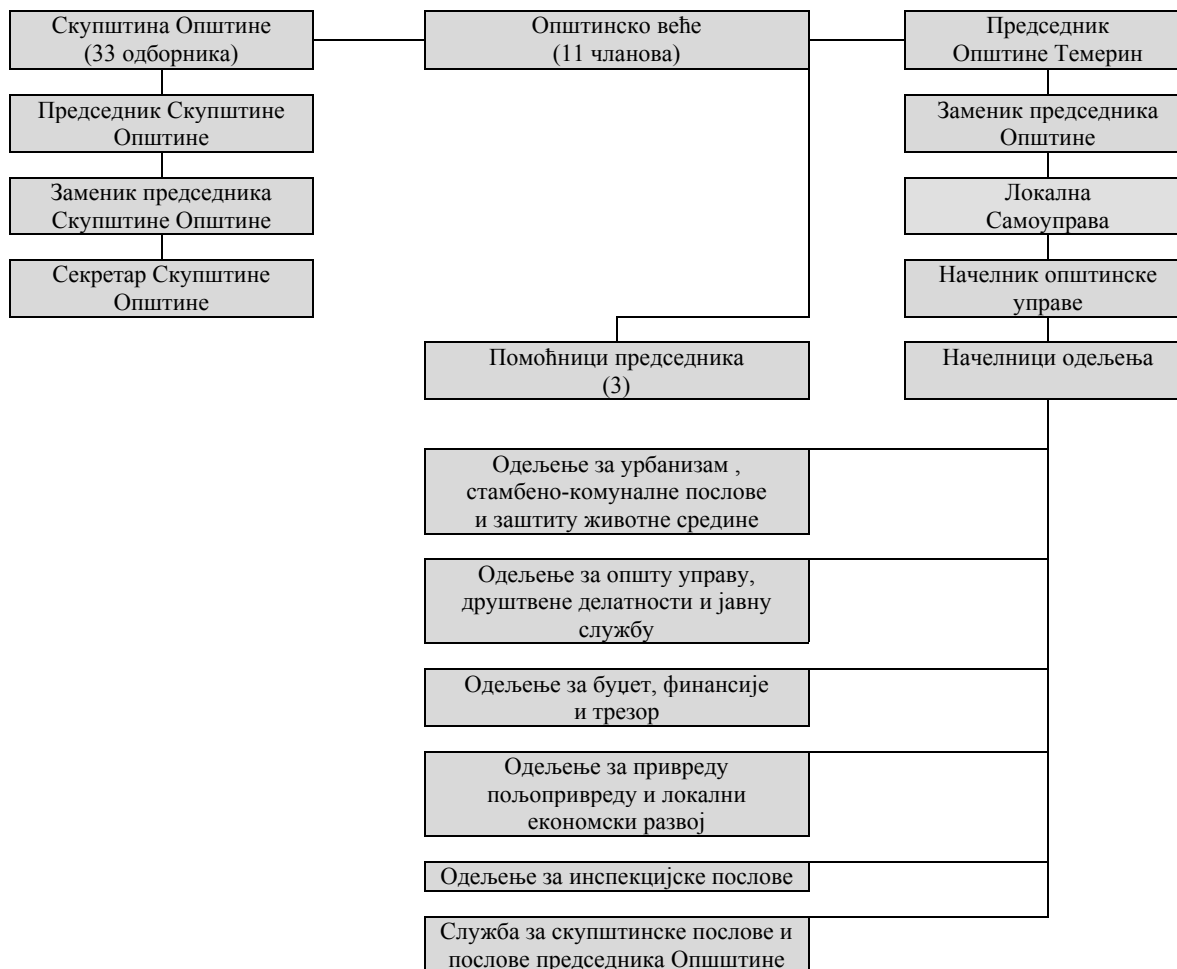 Скупштина Општине
(33 одборника)
Општинско веће
(11 чланова)
Председник
Општине Темерин
Председник Скупштине
Општине
Заменик председника
Општине
Заменик председника
Скупштине Општине
Локална
Самоуправа
Секретар Скупштине
Општине
Начелник општинске
управе
Помоћници председника
(3)
Начелници одељења
Одељење за урбанизам ,
стамбено-комуналне послове
и заштиту животне средине
Одељење за општу управу,
друштвене делатности и јавну
службу
Одељење за буџет, финансије
и трезор
Одељење за привреду
пољопривреду и локални
економски развој
Одељење за инспекцијске послове
Служба за скупштинске послове и
послове председника Општштине